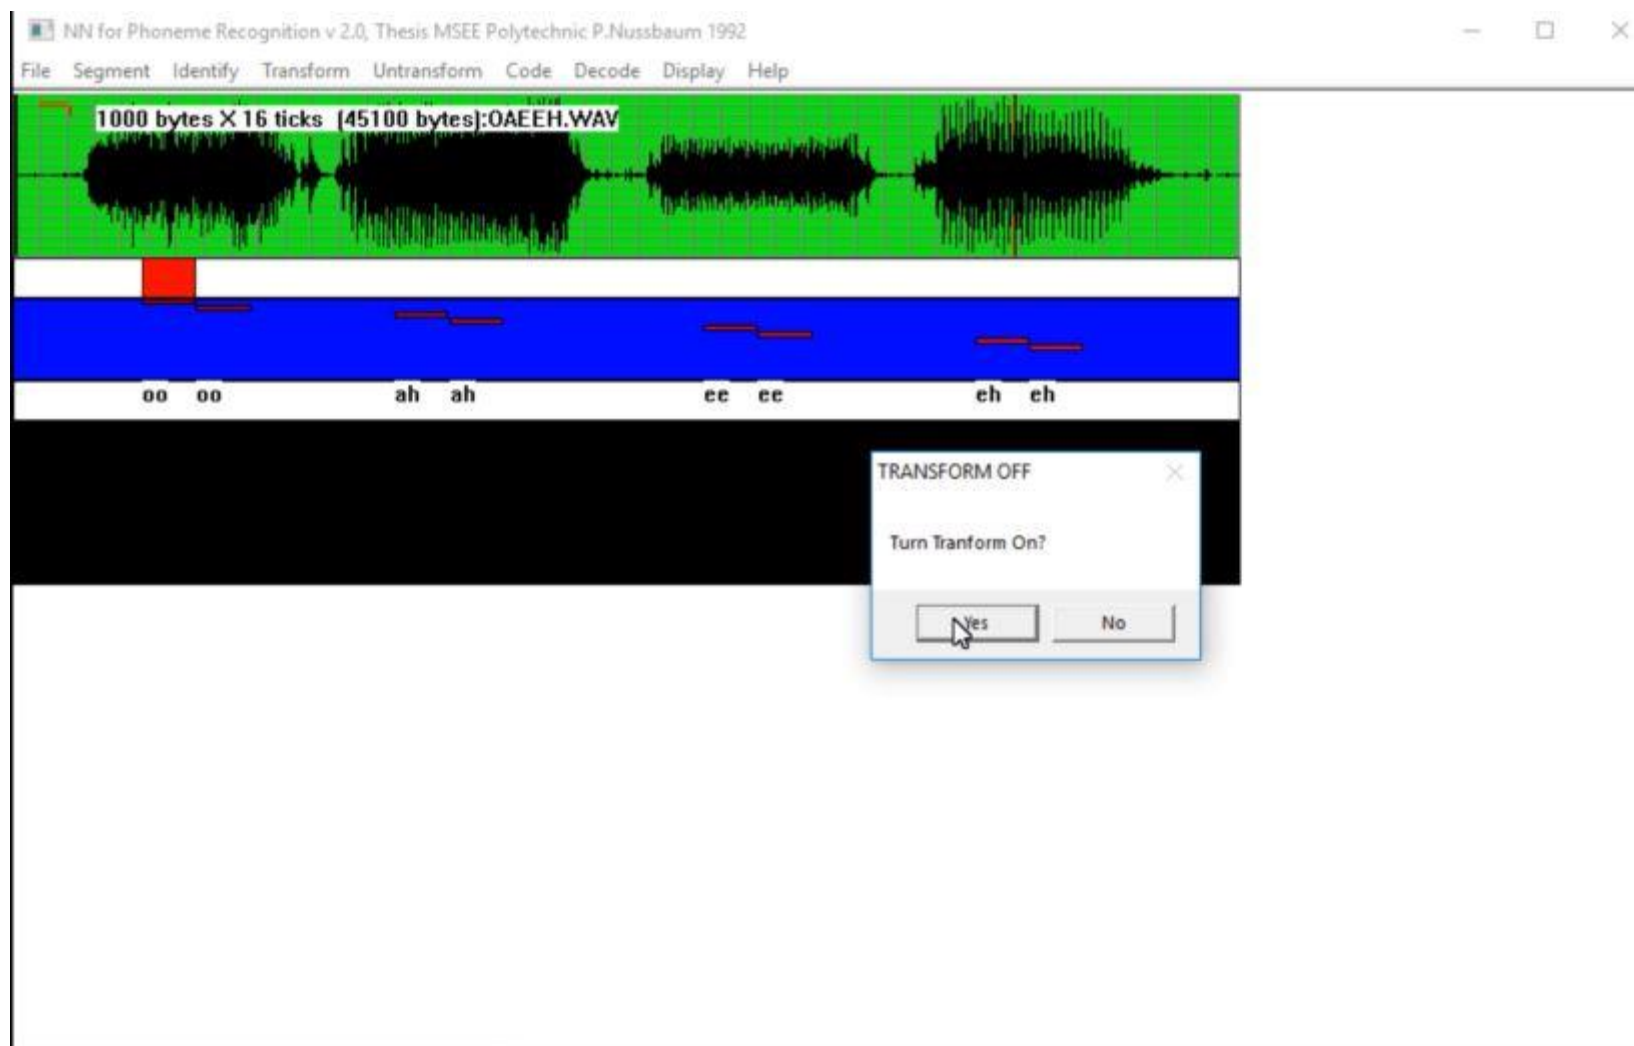 NN for Phoneme Recognition v 2.0, Thesis MSEE Polytechnic P.Nussbaum 1992
File Segment Identify Transform Untransform Code Decode Display Help
1000 bytes X 16 ticks (45100 bytes):OAEEH.WAV
oo oo ah ah ee ee eh eh
TRANSFORM OFF
Turn Tranform On?
Yes No